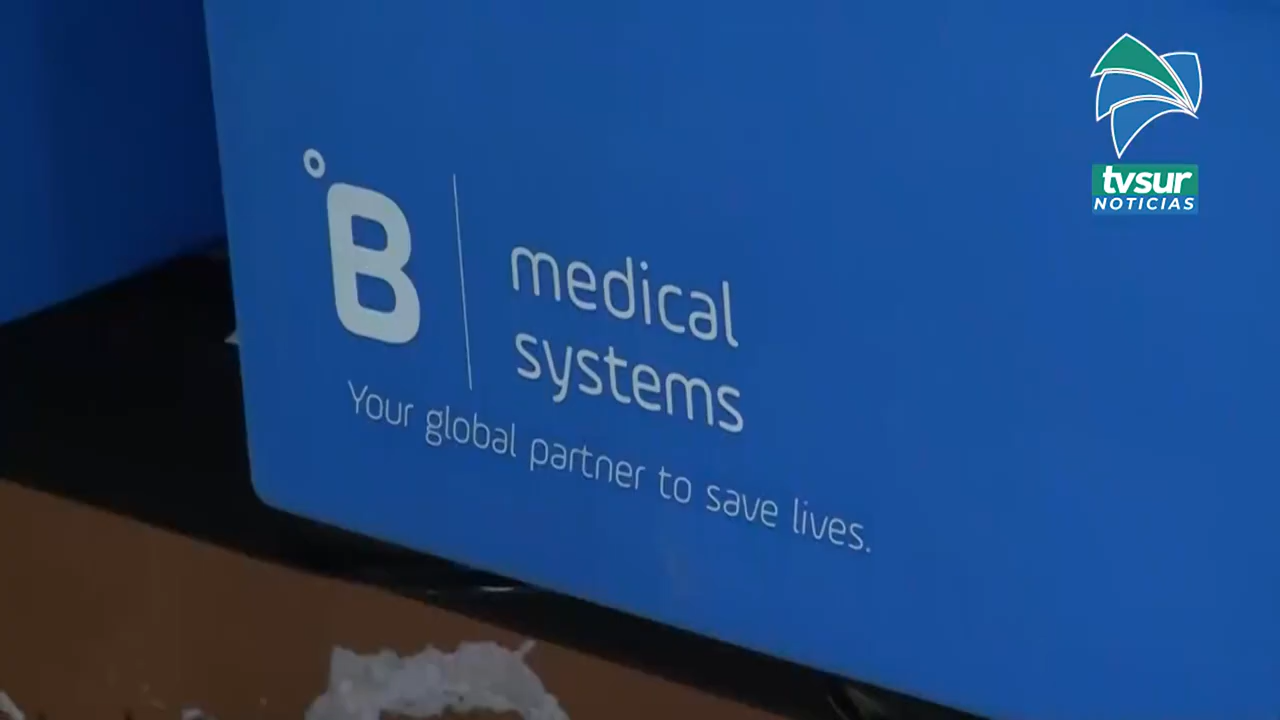 °B
medical
systems
Your global partner to save lives.
tvsur
NOTICIAS